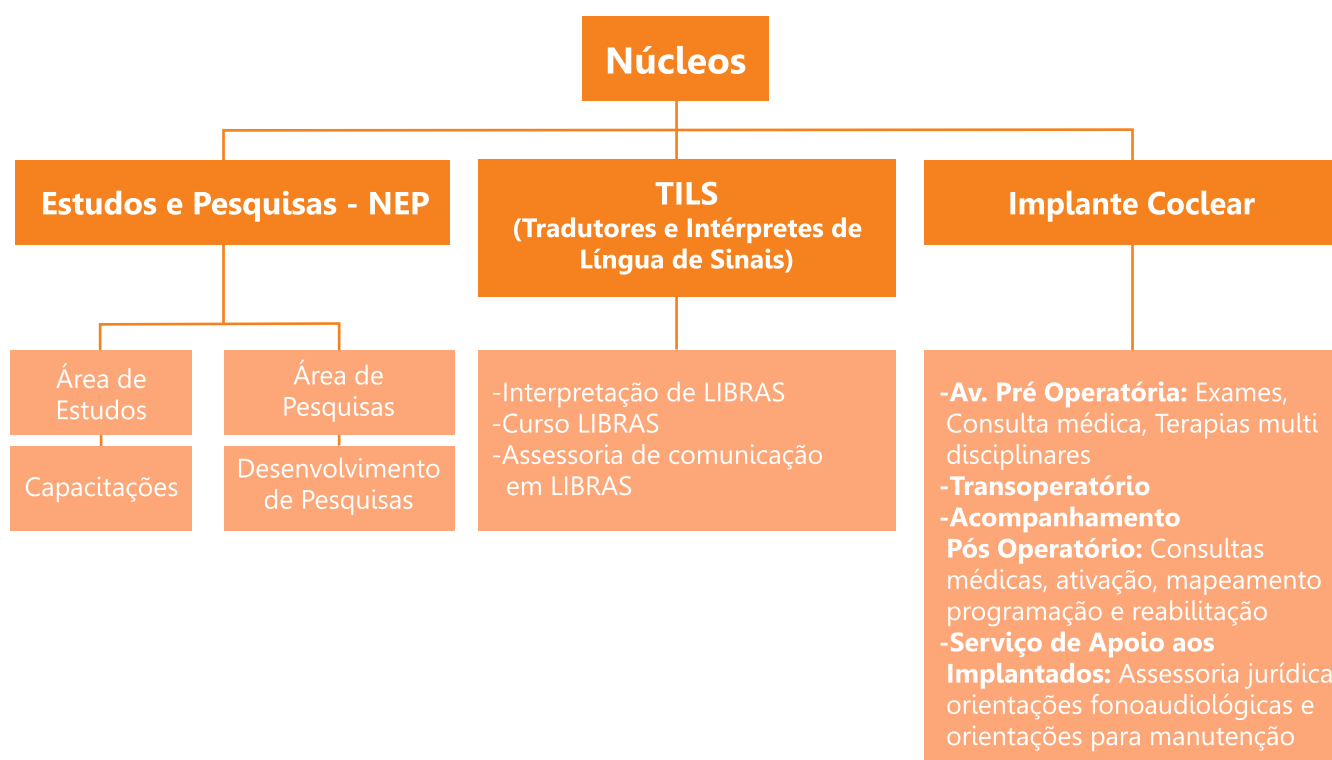 Núcleos
Estudos e Pesquisas - NEP
TILS
(Tradutores e Intérpretes de
Língua de Sinais)
Implante Coclear
Área de
Estudos
Capacitações
Área de
Pesquisas
Desenvolvimento
de Pesquisas
-Interpretação de LIBRAS
-Curso LIBRAS
-Assessoria de comunicação
em LIBRAS
-Av. Pré Operatória: Exames,
Consulta médica, Terapias multi
disciplinares
-Transoperatório
-Acompanhamento
Pós Operatório: Consultas
médicas, ativação, mapeamento
programação e reabilitação
-Serviço de Apoio aos
Implantados: Assessoria jurídica
orientações fonoaudiológicas e
orientações para manutenção